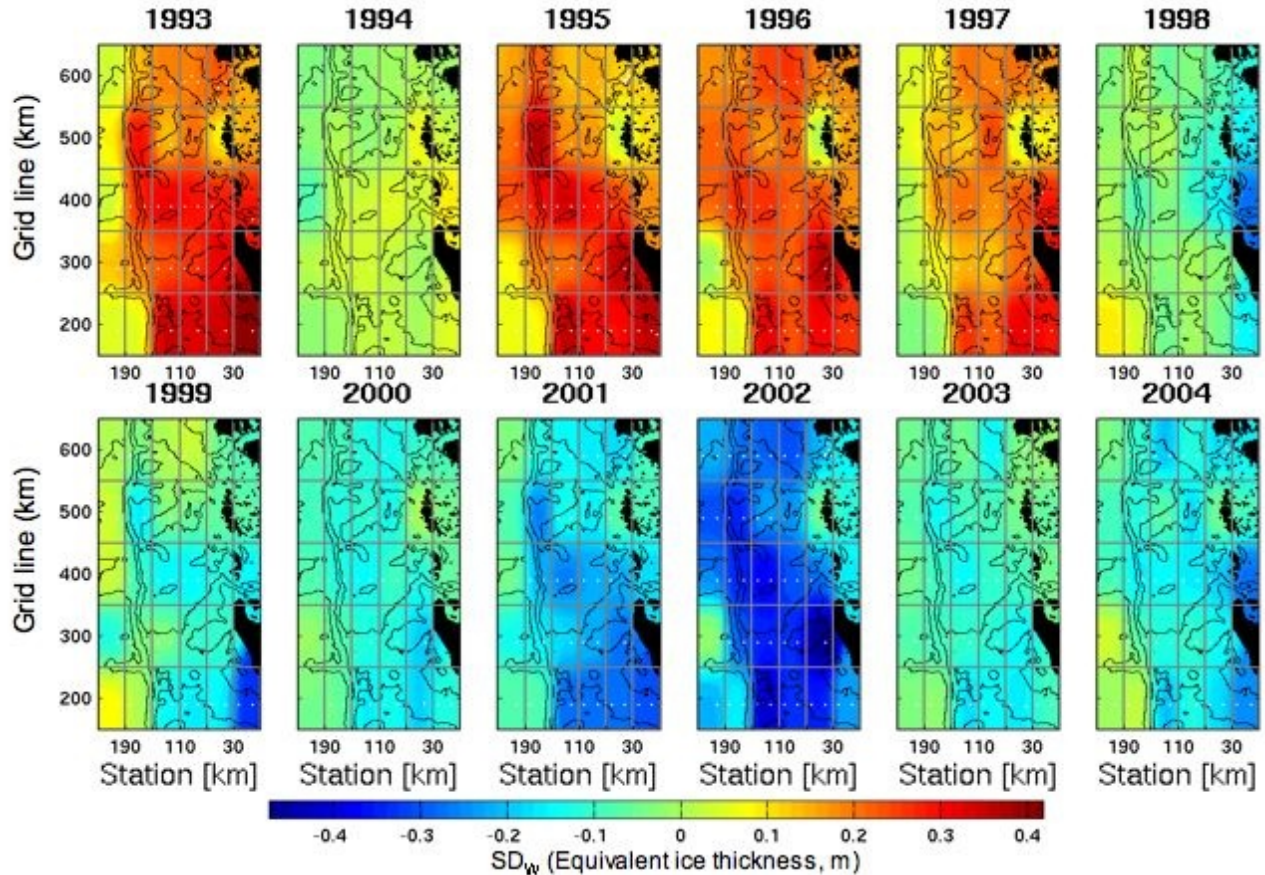 1993 1994 1995 1996 1997 1998
Grid line (km)
600
500
400
300
200
190 110 30 190 110 30 190 110 30 190 110 30 190 110 30 190 110 30
1999 2000 2001 2002 2003 2004
Grid line (km)
600
500
400
300
200
190 110 30 190 110 30 190 110 30 190 110 30 190 110 30 190 110 30
Station [km] Station [km] Station [km] Station [km] Station [km] Station [km]
-0.4 -0.3 -0.2 -0.1 0 0.1 0.2 0.3 0.4
SDW (Equivalent ice thickness, m)